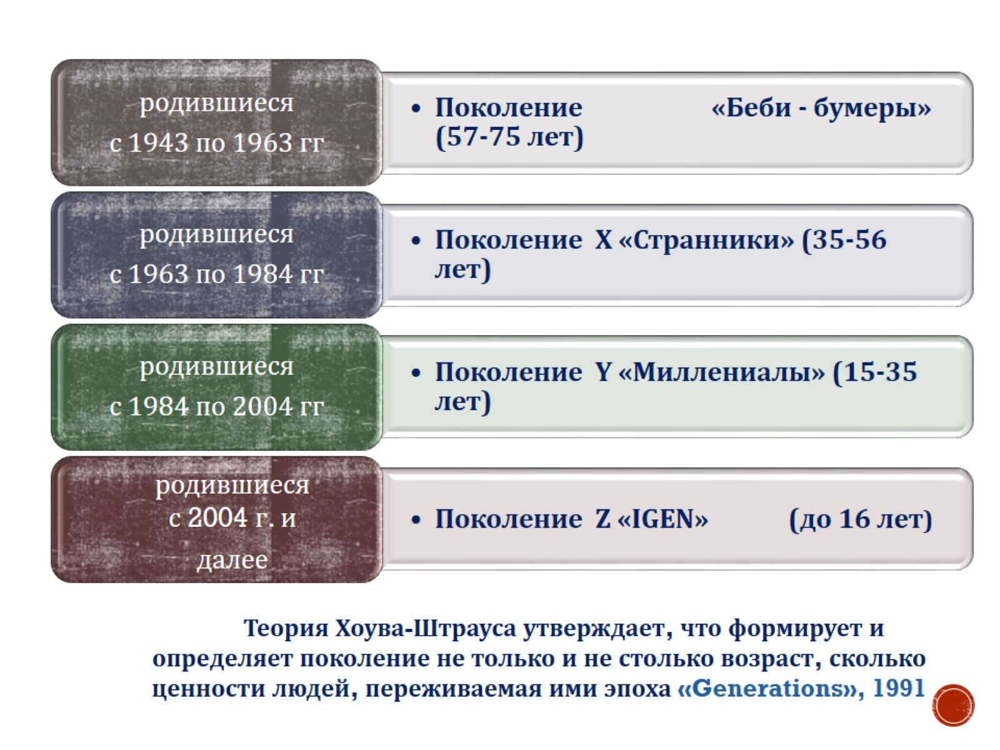 родившиеся
с 1943 по 1963 гг
• Поколение «Беби - бумеры»
(57-75 лет)
родившиеся
с 1963 по 1984 гг
• Поколение X «Странники» (35-56
лет)
родившиеся
с 1984 по 2004 гг
• Поколение Y «Миллениалы» (15-35
лет)
родившиеся
с 2004 г. и
далее
• Поколение Z «IGEN» (до 16 лет)
Теория Хоува-Штрауса утверждает, что формирует и
определяет поколение не только и не столько возраст, сколько
ценности людей, переживаемая ими эпоха «Generations», 1991